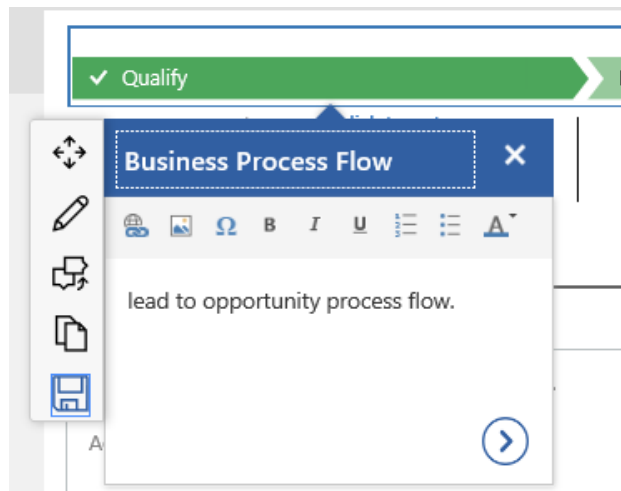 Qualify
Business Process Flow
B I U A
lead to opportunity process flow.